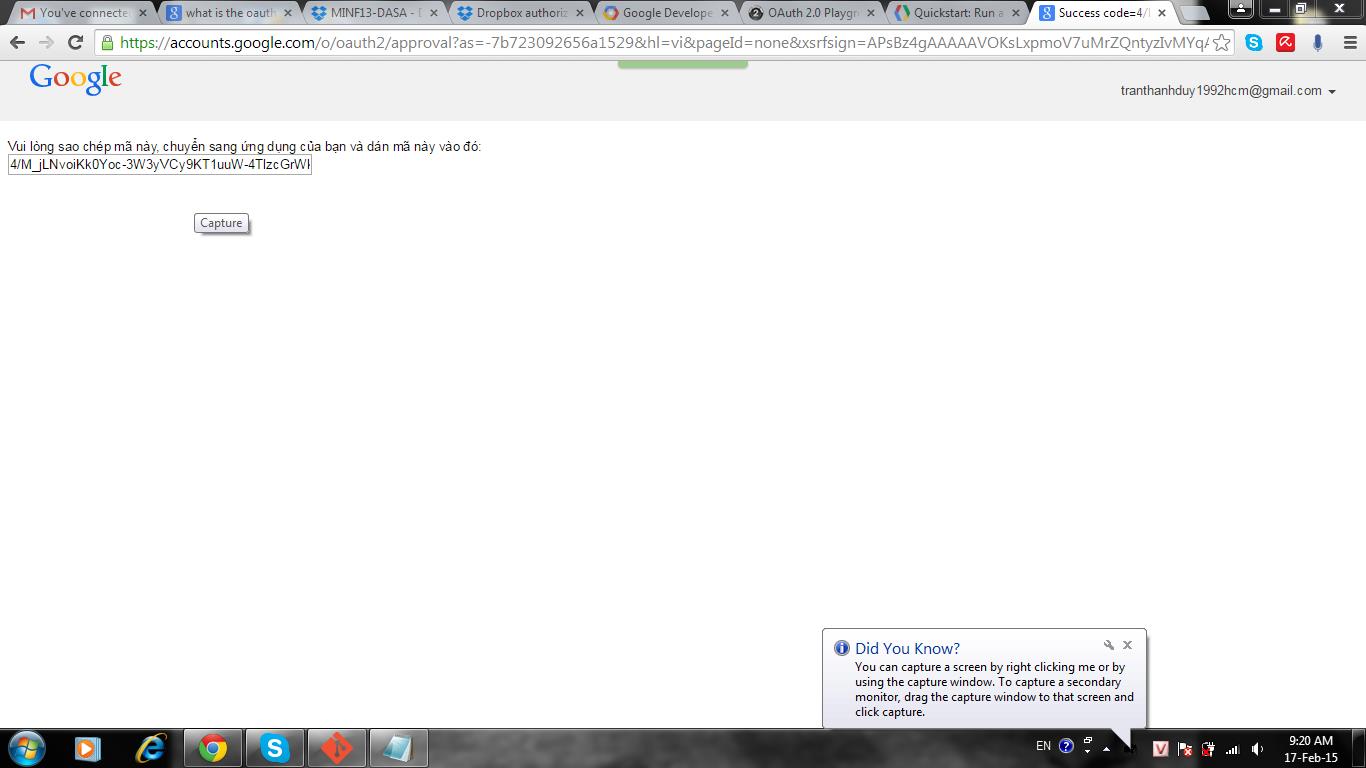 You've connecte
what is the oauth
MINF13-DASA - D
Dropbox authoriz
Google Develope
OAuth 2.0 Playgr
Quickstart: Run a
Success code=4/
https://accounts.google.com/o/oauth2/approval?as=-7b723092656a1529&hl=vi&pageId=none&xsrfsign=APsBz4gAAAAAVOKsLxpmoV7uMrZQntyzIvMYqA
Google
tranthanhduy1992hcm@gmail.com
Vui lòng sao chép mã này, chuyển sang ứng dụng của bạn và dán mã này vào đó:
4/M_jLNvoiKk0Yoc-3W3yVCy9KT1uuW-4TIzcGrW
Capture
Did You Know?
You can capture a screen by right clicking me or by
using the capture window. To capture a secondary
monitor, drag the capture window to that screen and
click capture.
EN
9:20 AM
17-Feb-15